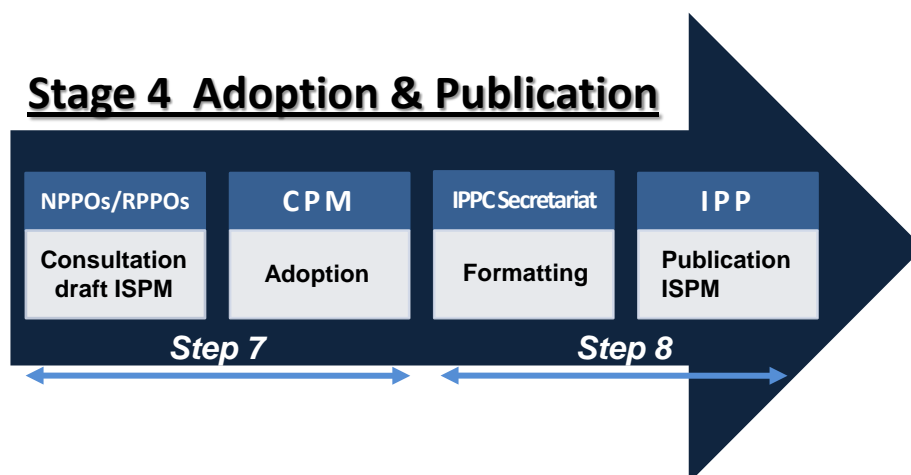 Stage 4 Adoption & Publication
NPPOs/RPPOs
Consultation
draft ISPM
CPM
Adoption
IPPC Secretariat
Formatting
IPP
Publication
ISPM
Step 7
Step 8